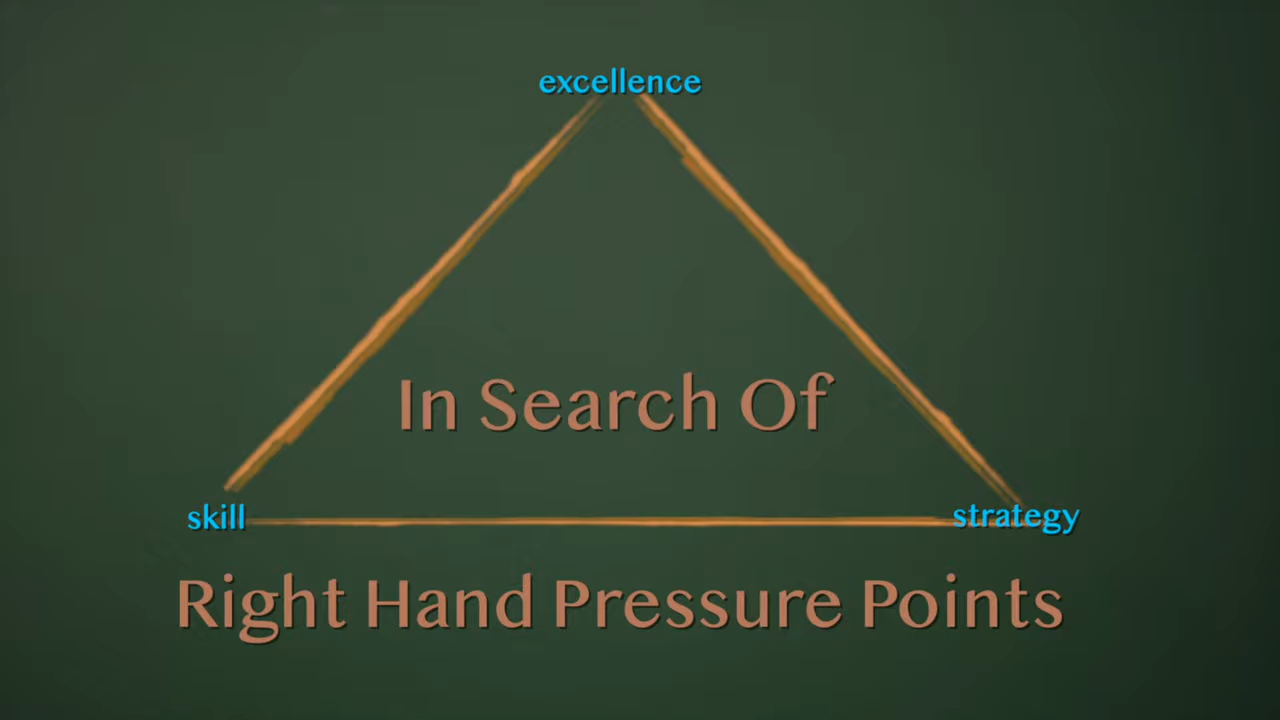 excellence
In Search Of
skill
strategy
Right Hand Pressure Points